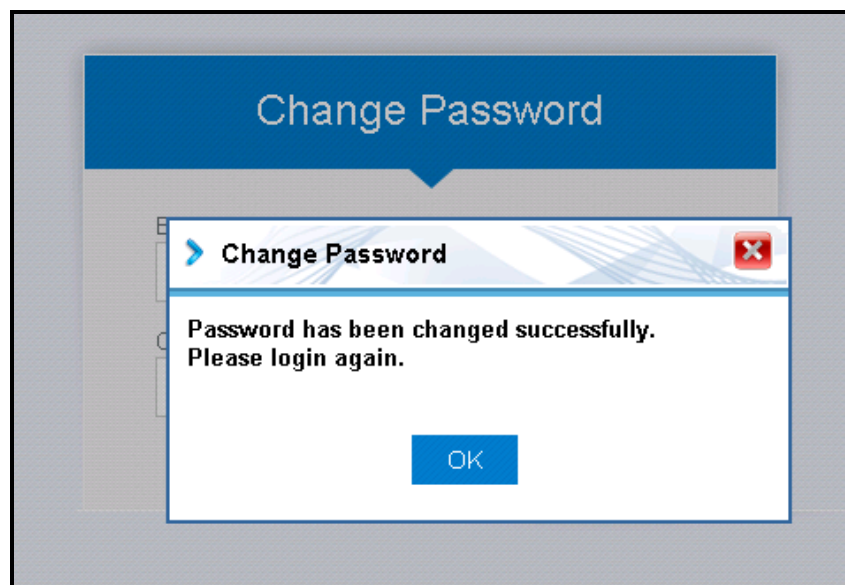 Change Password
Change Password
Password has been changed successfully.
Please login again.
OK